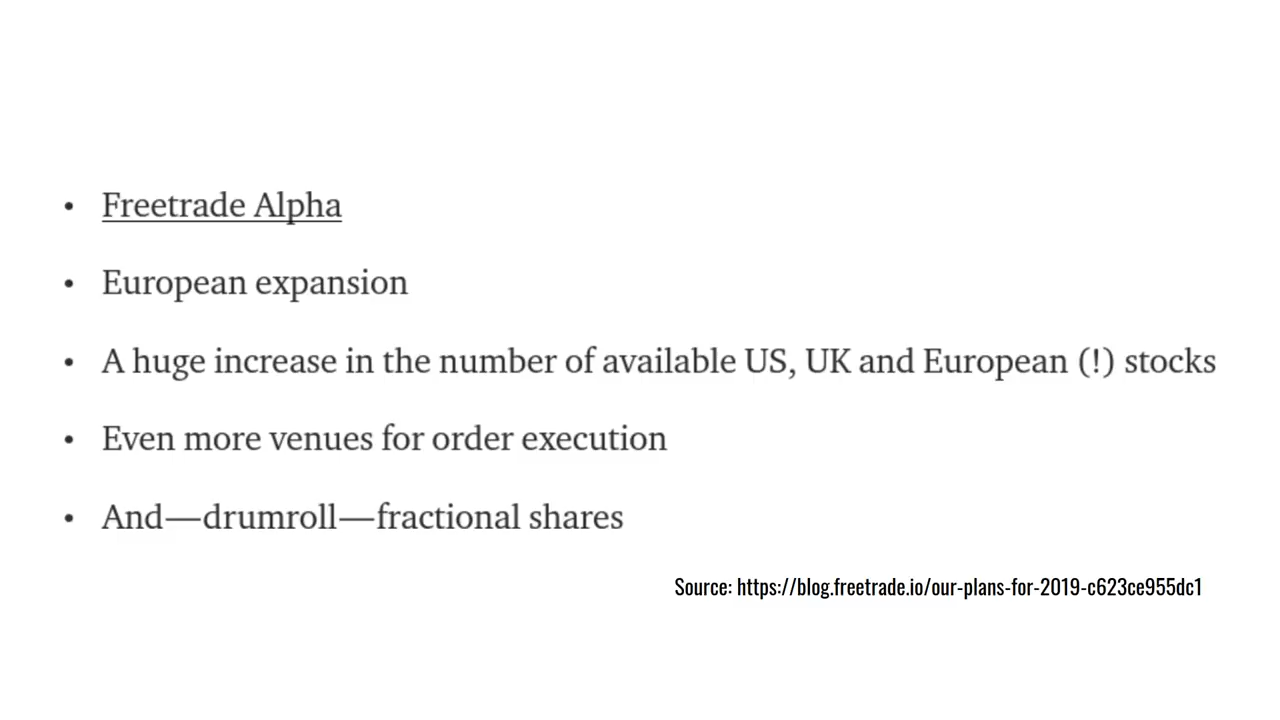 • Freetrade Alpha
• European expansion
• A huge increase in the number of available US, UK and European (!) stocks
• Even more venues for order execution
• And—drumroll—fractional shares
Source: https://blog.freetrade.io/our-plans-for-2019-c623ce955dc1